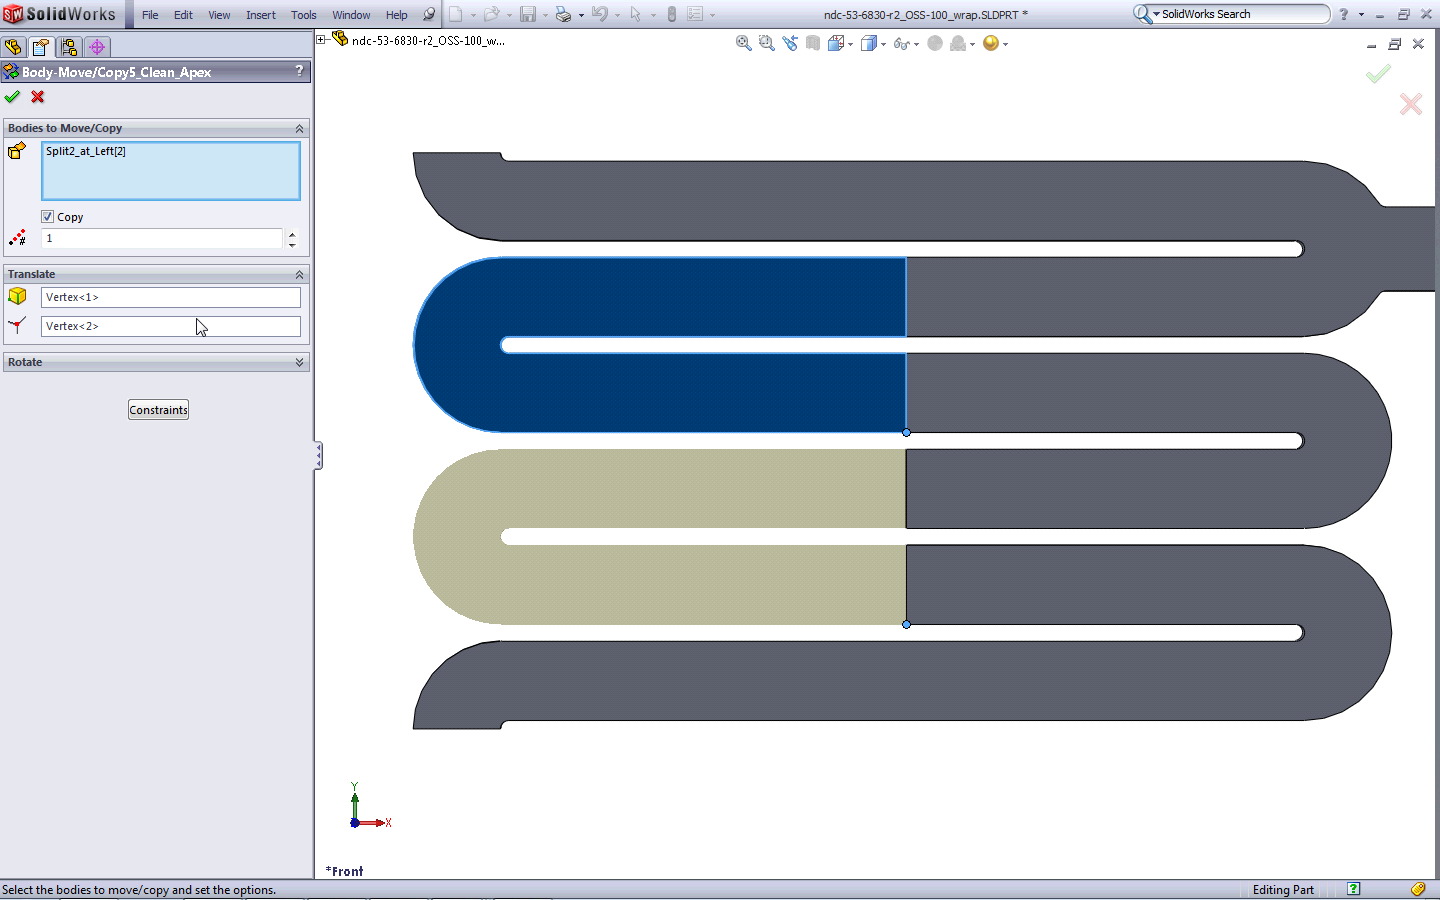 SolidWorks File Edit View Insert Tools Window Help ndc-53-6830-r2_OSS-100_wrap.SLDPRT * SolidWorks Search ?
ndc-53-6830-r2_OSS-100_w...
Body-Move/Copy5_Clean_Apex ?
Bodies to Move/Copy
Split2_at_Left[2]
Copy
# 1
Translate
Vertex<1>
Vertex<2>
Rotate
Constraints
Y
X
*Front
Select the bodies to move/copy and set the options. Editing Part ?